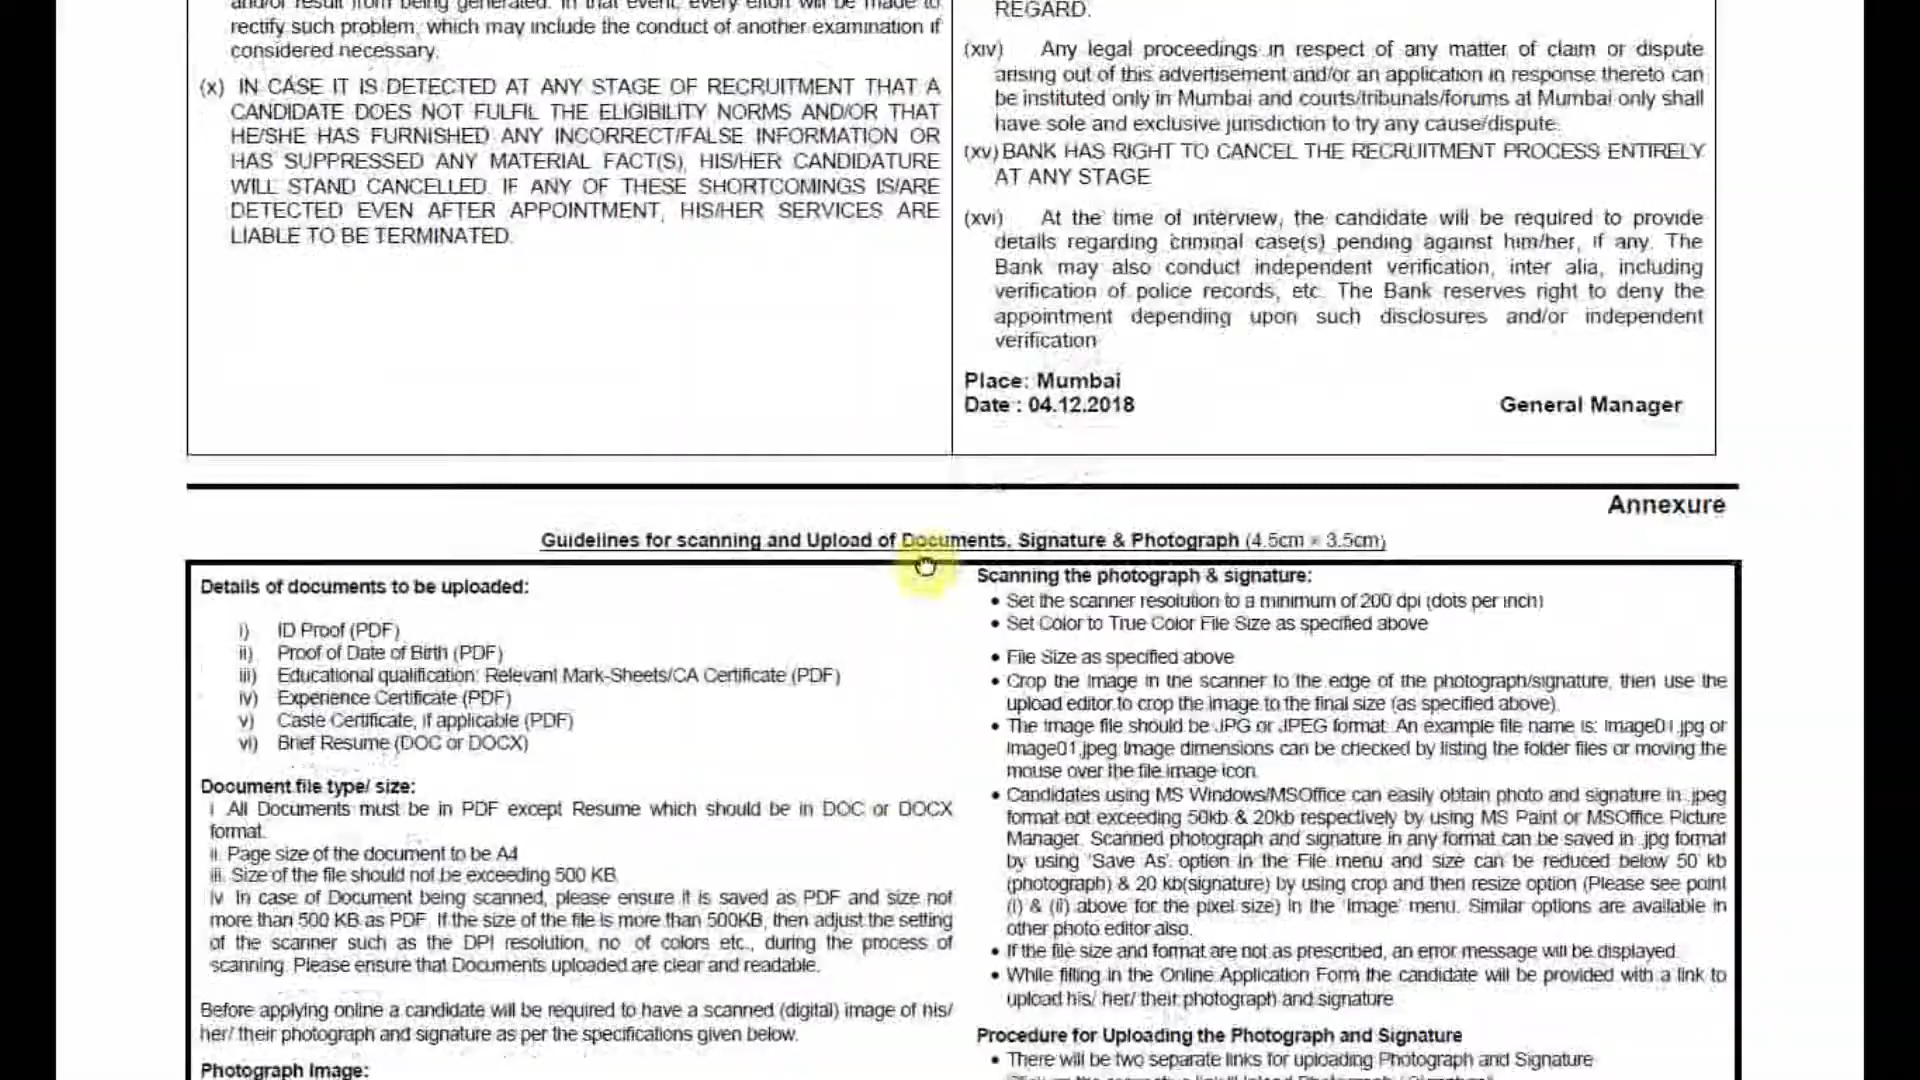 and/or result from being generated. In that event, every effort will be made to
rectify such problem, which may include the conduct of another examination if
considered necessary.
(x) IN CASE IT IS DETECTED AT ANY STAGE OF RECRUITMENT THAT A
CANDIDATE DOES NOT FULFIL THE ELIGIBILITY NORMS AND/OR THAT
HE/SHE HAS FURNISHED ANY INCORRECT/FALSE INFORMATION OR
HAS SUPPRESSED ANY MATERIAL FACT(S), HIS/HER CANDIDATURE
WILL STAND CANCELLED. IF ANY OF THESE SHORTCOMINGS IS/ARE
DETECTED EVEN AFTER APPOINTMENT, HIS/HER SERVICES ARE
LIABLE TO BE TERMINATED.
REGARD.
(xiv) Any legal proceedings in respect of any matter of claim or dispute
arising out of this advertisement and/or an application in response thereto can
be instituted only in Mumbai and courts/tribunals/forums at Mumbai only shall
have sole and exclusive jurisdiction to try any cause/dispute.
(xv) BANK HAS RIGHT TO CANCEL THE RECRUITMENT PROCESS ENTIRELY
AT ANY STAGE
(xvi) At the time of interview, the candidate will be required to provide
details regarding criminal case(s) pending against him/her, if any. The
Bank may also conduct independent verification, inter alia, including
verification of police records, etc. The Bank reserves right to deny the
appointment depending upon such disclosures and/or independent
verification
Place: Mumbai
Date : 04.12.2018 General Manager
Annexure
Guidelines for scanning and Upload of Documents, Signature & Photograph (4.5cm × 3.5cm)
Details of documents to be uploaded:
i) ID Proof (PDF)
ii) Proof of Date of Birth (PDF)
iii) Educational qualification: Relevant Mark-Sheets/CA Certificate (PDF)
iv) Experience Certificate (PDF)
v) Caste Certificate, if applicable (PDF)
vi) Brief Resume (DOC or DOCX)
Document file type/ size:
i. All Documents must be in PDF except Resume which should be in DOC or DOCX
format.
ii. Page size of the document to be A4
iii. Size of the file should not be exceeding 500 KB.
iv. In case of Document being scanned, please ensure it is saved as PDF and size not
more than 500 KB as PDF. If the size of the file is more than 500KB, then adjust the setting
of the scanner such as the DPI resolution, no. of colors etc., during the process of
scanning. Please ensure that Documents uploaded are clear and readable.
Before applying online a candidate will be required to have a scanned (digital) image of his/
her/ their photograph and signature as per the specifications given below.
Photograph Image:
Scanning the photograph & signature:
• Set the scanner resolution to a minimum of 200 dpi (dots per inch)
• Set Color to True Color File Size as specified above
• File Size as specified above
• Crop the image in the scanner to the edge of the photograph/signature, then use the
upload editor to crop the image to the final size (as specified above).
• The image file should be JPG or JPEG format. An example file name is: image01.jpg or
image01.jpeg Image dimensions can be checked by listing the folder files or moving the
mouse over the file image icon.
• Candidates using MS Windows/MSOffice can easily obtain photo and signature in .jpeg
format not exceeding 50kb & 20kb respectively by using MS Paint or MSOffice Picture
Manager. Scanned photograph and signature in any format can be saved in .jpg format
by using 'Save As' option in the File menu and size can be reduced below 50 kb
(photograph) & 20 kb(signature) by using crop and then resize option (Please see point
(i) & (ii) above for the pixel size) in the 'Image' menu. Similar options are available in
other photo editor also.
• If the file size and format are not as prescribed, an error message will be displayed.
• While filling in the Online Application Form the candidate will be provided with a link to
upload his/ her/ their photograph and signature.
Procedure for Uploading the Photograph and Signature
• There will be two separate links for uploading Photograph and Signature